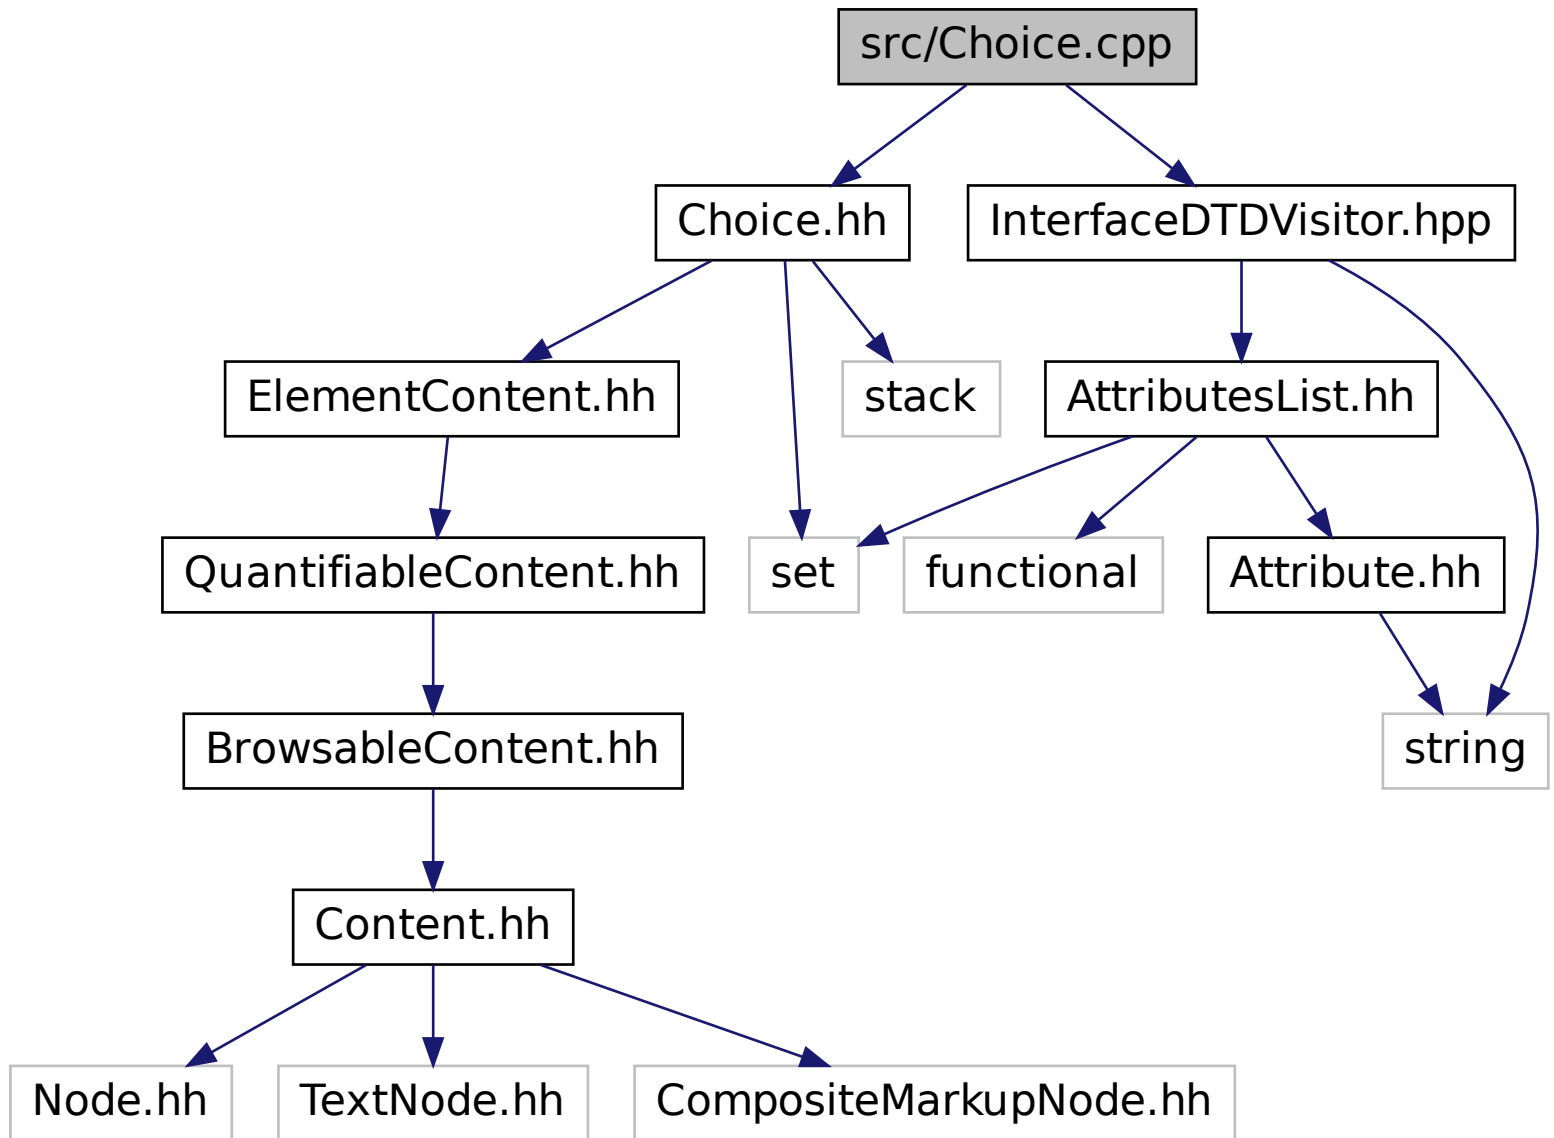 src/Choice.cpp
Choice.hh
InterfaceDTDVisitor.hpp
ElementContent.hh
stack
AttributesList.hh
QuantifiableContent.hh
set
functional
Attribute.hh
BrowsableContent.hh
string
Content.hh
Node.hh
TextNode.hh
CompositeMarkupNode.hh